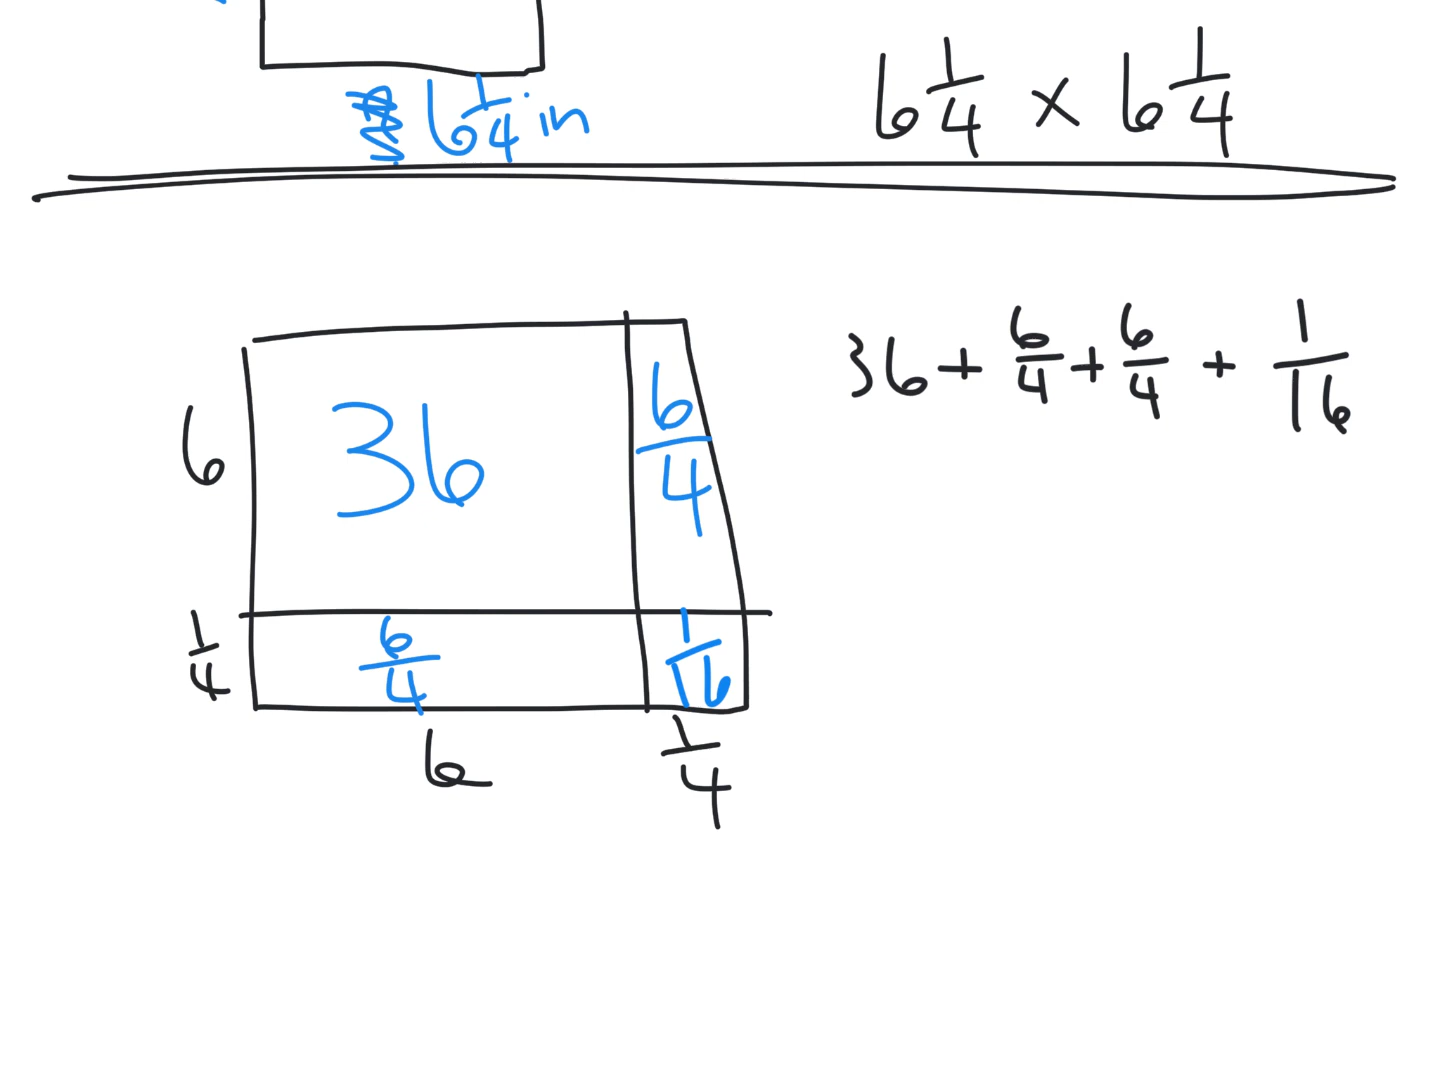 6 1/4 in
6 1/4 × 6 1/4
36 + 6/4 + 6/4 + 1/16
6
36
6/4
1/4
6/4
1/16
6
1/4